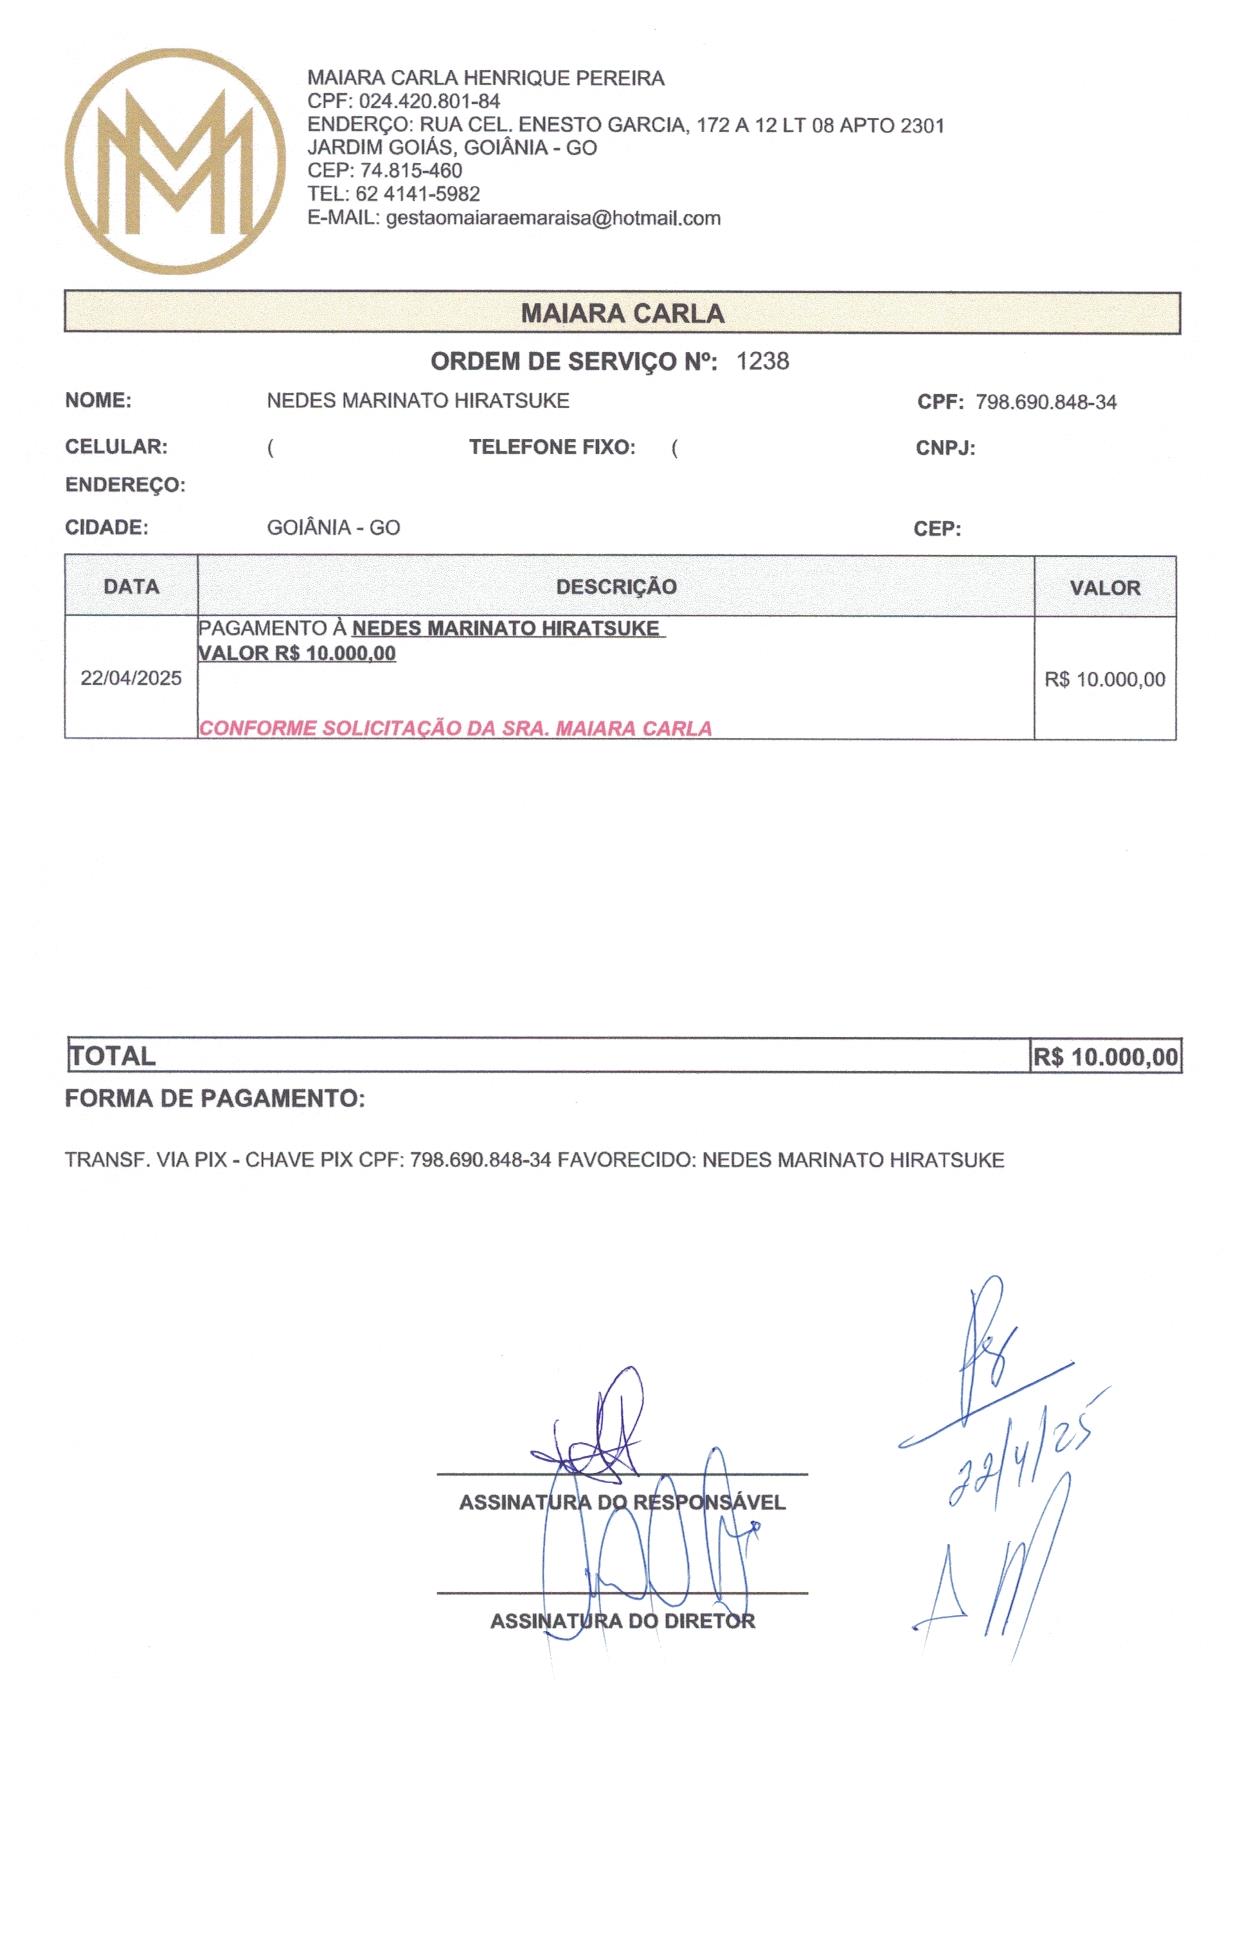 MAIARA CARLA HENRIQUE PEREIRA
CPF: 024.420.801-84
ENDERÇO: RUA CEL. ENESTO GARCIA, 172 A 12 LT 08 APTO 2301
JARDIM GOIÁS, GOIÂNIA - GO
CEP: 74.815-460
TEL: 62 4141-5982
E-MAIL: gestaomaiaraemaraisa@hotmail.com
MAIARA CARLA
ORDEM DE SERVIÇO Nº: 1238
NOME: NEDES MARINATO HIRATSUKE CPF: 798.690.848-34
CELULAR: ( TELEFONE FIXO: ( CNPJ:
ENDEREÇO:
CIDADE: GOIÂNIA - GO CEP:
DATA DESCRIÇÃO VALOR
PAGAMENTO À NEDES MARINATO HIRATSUKE
VALOR R$ 10.000,00
22/04/2025 R$ 10.000,00
CONFORME SOLICITAÇÃO DA SRA. MAIARA CARLA
TOTAL R$ 10.000,00
FORMA DE PAGAMENTO:
TRANSF. VIA PIX - CHAVE PIX CPF: 798.690.848-34 FAVORECIDO: NEDES MARINATO HIRATSUKE
22/4/25
ASSINATURA DO RESPONSÁVEL
ASSINATURA DO DIRETOR